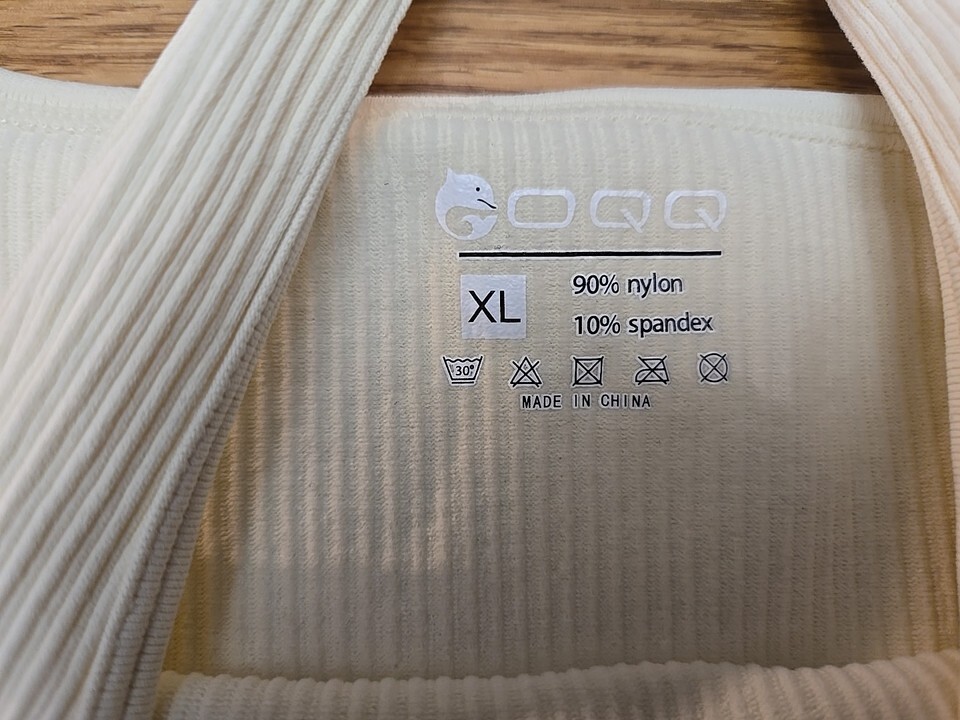 OQQ
XL
90% nylon
10% spandex
30°
MADE IN CHINA